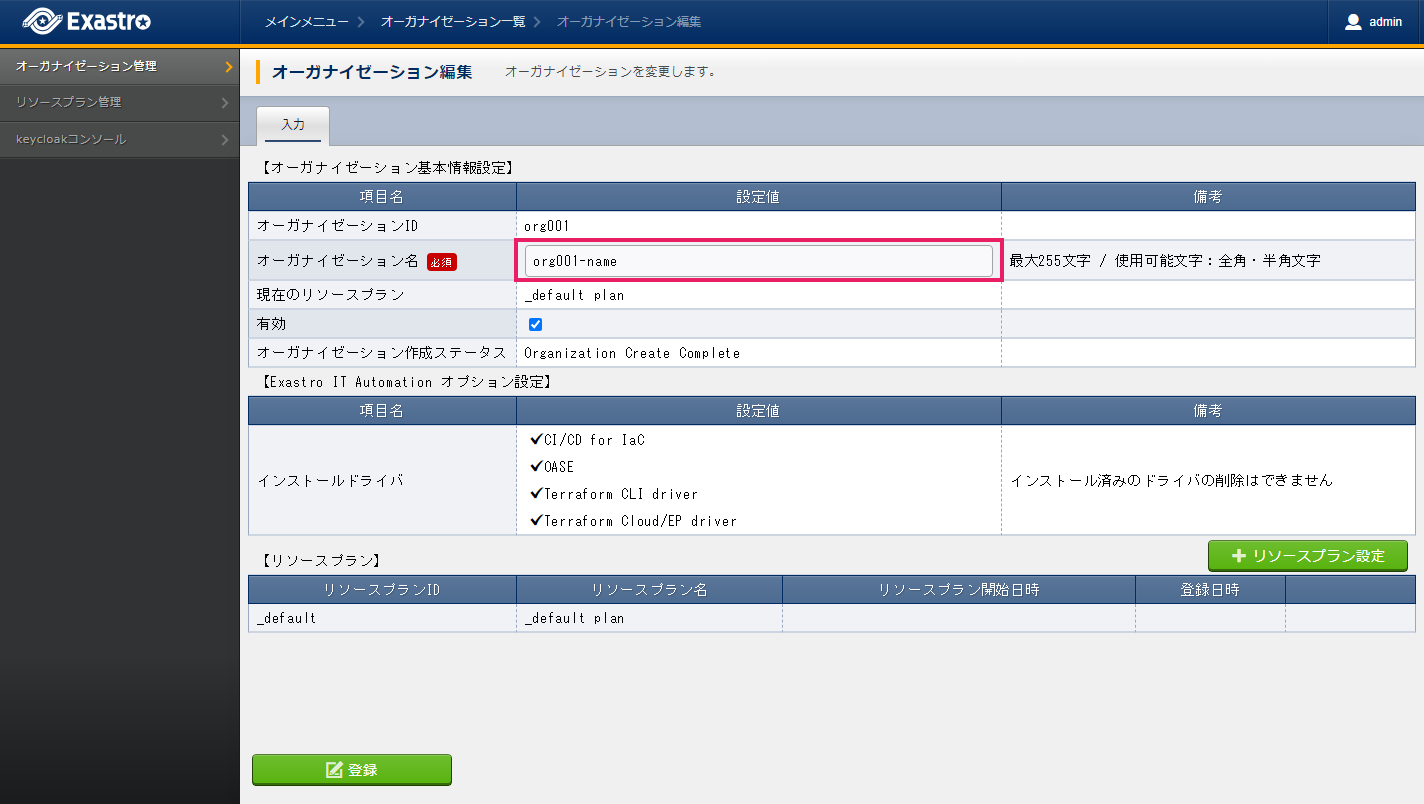 Exastro
メインメニュー オーガナイゼーション一覧 オーガナイゼーション編集
admin
オーガナイゼーション管理
リソースプラン管理
keycloakコンソール
オーガナイゼーション編集 オーガナイゼーションを変更します。
入力
【オーガナイゼーション基本情報設定】
項目名 設定値 備考
オーガナイゼーションID org001
オーガナイゼーション名 必須 org001-name 最大255文字 / 使用可能文字：全角・半角文字
現在のリソースプラン _default plan
有効
オーガナイゼーション作成ステータス Organization Create Complete
【Exastro IT Automation オプション設定】
項目名 設定値 備考
インストールドライバ
✔CI/CD for IaC
✔OASE
✔Terraform CLI driver
✔Terraform Cloud/EP driver
インストール済みのドライバの削除はできません
【リソースプラン】
リソースプラン設定
リソースプランID リソースプラン名 リソースプラン開始日時 登録日時
_default _default plan
登録